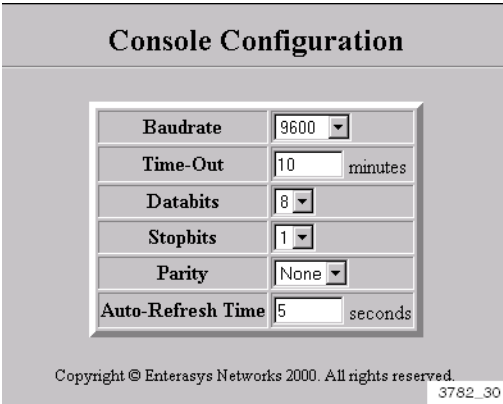 Console Configuration
Baudrate 9600
Time-Out 10 minutes
Databits 8
Stopbits 1
Parity None
Auto-Refresh Time 5 seconds
Copyright © Enterasys Networks 2000. All rights reserved.
3782_30